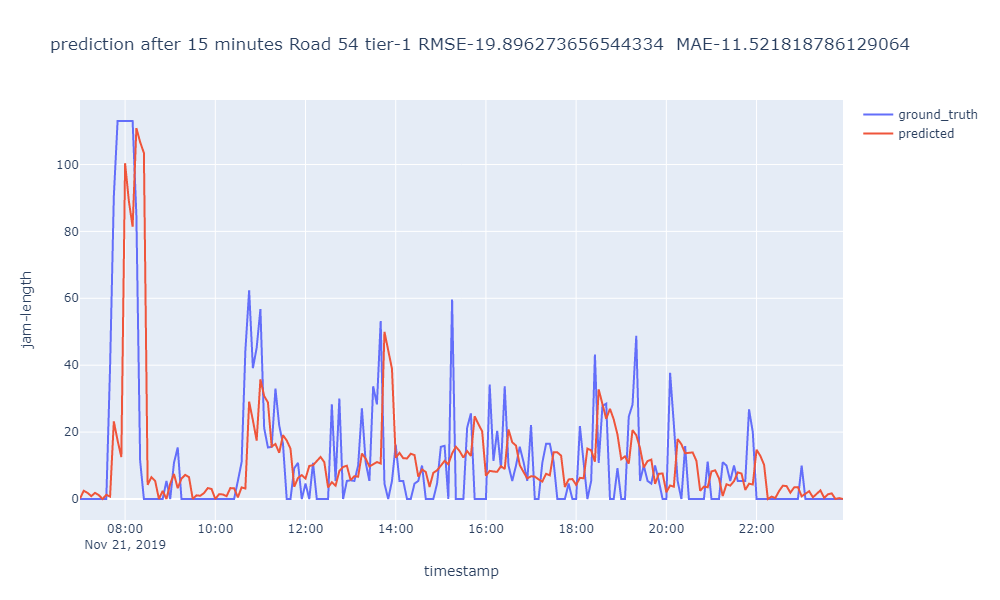 prediction after 15 minutes Road 54 tier-1 RMSE-19.896273656544334  MAE-11.521818786129064
ground_truth
predicted
jam-length
100
80
60
40
20
0
08:00 10:00 12:00 14:00 16:00 18:00 20:00 22:00
Nov 21, 2019
timestamp